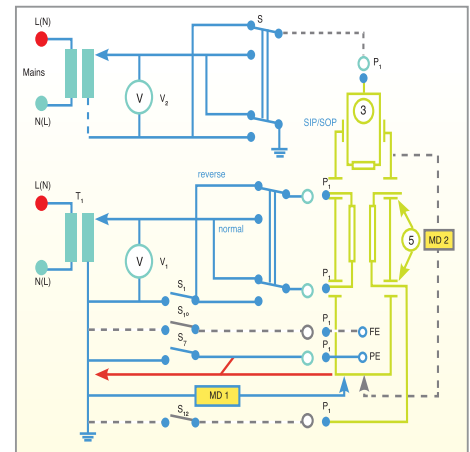 L(N)
S
P1
Mains
V
V2
3
N(L)
SIP/SOP
L(N)
T1
reverse
P1
normal
5
MD 2
V
V1
N(L)
S1
P1
S10
P1
FE
S7
P1
PE
MD 1
S12
P1